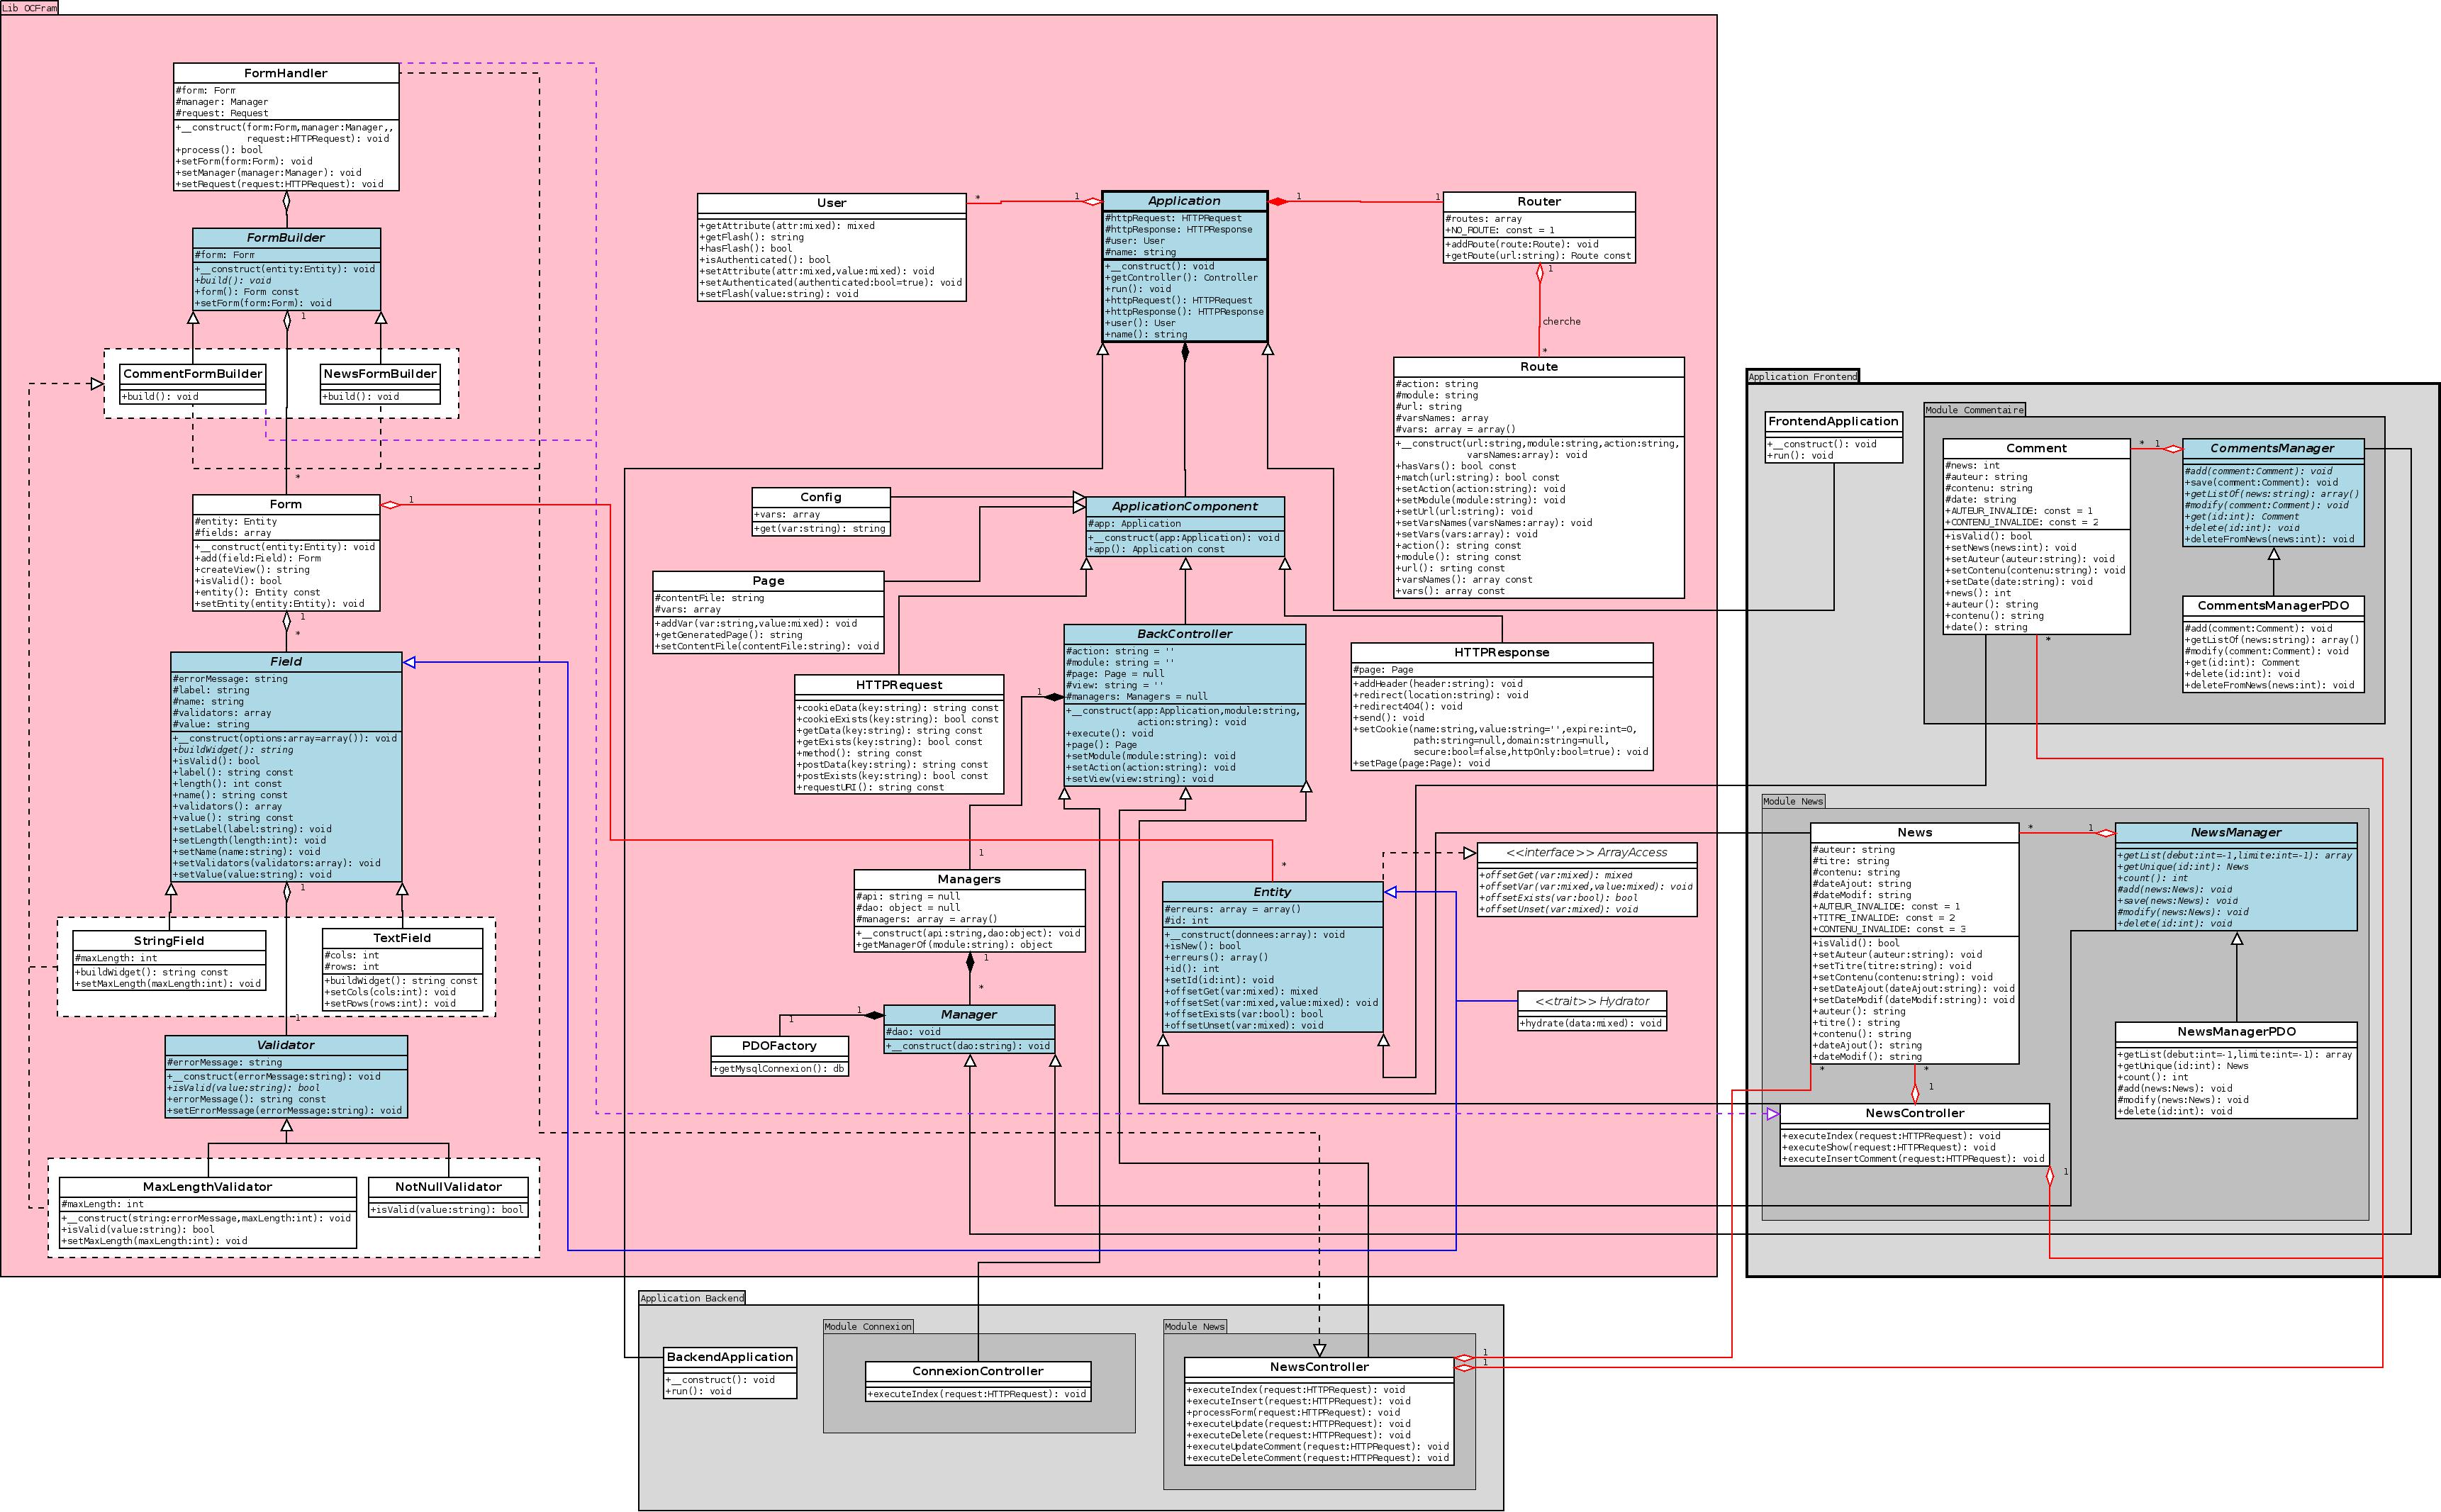 Lib OCFram
FormHandler
#form: Form
#manager: Manager
#request: Request
+__construct(form:Form,manager:Manager,,
request:HTTPRequest): void
+process(): bool
+setForm(form:Form): void
+setManager(manager:Manager): void
+setRequest(request:HTTPRequest): void
FormBuilder
#form: Form
+__construct(entity:Entity): void
+build(): void
+form(): Form const
+setForm(form:Form): void
1
CommentFormBuilder
+build(): void
NewsFormBuilder
+build(): void
*
Form
#entity: Entity
#fields: array
+__construct(entity:Entity): void
+add(field:Field): Form
+createView(): string
+isValid(): bool
+entity(): Entity const
+setEntity(entity:Entity): void
1
1
*
Field
#errorMessage: string
#label: string
#name: string
#validators: array
#value: string
+__construct(options:array=array()): void
+buildWidget(): string
+isValid(): bool
+label(): string const
+length(): int const
+name(): string const
+validators(): array
+value(): string const
+setLabel(label:string): void
+setLength(length:int): void
+setName(name:string): void
+setValidators(validators:array): void
+setValue(value:string): void
1
StringField
#maxLength: int
+buildWidget(): string const
+setMaxLength(maxLength:int): void
TextField
#cols: int
#rows: int
+buildWidget(): string const
+setCols(cols:int): void
+setRows(rows:int): void
1
Validator
#errorMessage: string
+__construct(errorMessage:string): void
+isValid(value:string): bool
+errorMessage(): string const
+setErrorMessage(errorMessage:string): void
MaxLengthValidator
#maxLength: int
+__construct(string:errorMessage,maxLength:int): void
+isValid(value:string): bool
+setMaxLength(maxLength:int): void
NotNullValidator
+isValid(value:string): bool
User
+getAttribute(attr:mixed): mixed
+getFlash(): string
+hasFlash(): bool
+isAuthenticated(): bool
+setAttribute(attr:mixed,value:mixed): void
+setAuthenticated(authenticated:bool=true): void
+setFlash(value:string): void
*
1
Application
#httpRequest: HTTPRequest
#httpResponse: HTTPResponse
#user: User
#name: string
+__construct(): void
+getController(): Controller
+run(): void
+httpRequest(): HTTPRequest
+httpResponse(): HTTPResponse
+user(): User
+name(): string
1
1
Router
#routes: array
+NO_ROUTE: const = 1
+addRoute(route:Route): void
+getRoute(url:string): Route const
1
cherche
*
Route
#action: string
#module: string
#url: string
#varsNames: array
#vars: array = array()
+__construct(url:string,module:string,action:string,
varsNames:array): void
+hasVars(): bool const
+match(url:string): bool const
+setAction(action:string): void
+setModule(module:string): void
+setUrl(url:string): void
+setVarsNames(varsNames:array): void
+setVars(vars:array): void
+action(): string const
+module(): string const
+url(): srting const
+varsNames(): array const
+vars(): array const
Config
+vars: array
+get(var:string): string
ApplicationComponent
#app: Application
+__construct(app:Application): void
+app(): Application const
Page
#contentFile: string
#vars: array
+addVar(var:string,value:mixed): void
+getGeneratedPage(): string
+setContentFile(contentFile:string): void
HTTPRequest
+cookieData(key:string): string const
+cookieExists(key:string): bool const
+getData(key:string): string const
+getExists(key:string): bool const
+method(): string const
+postData(key:string): string const
+postExists(key:string): bool const
+requestURI(): string const
BackController
#action: string = ''
#module: string = ''
#page: Page = null
#view: string = ''
#managers: Managers = null
+__construct(app:Application,module:string,
action:string): void
+execute(): void
+page(): Page
+setModule(module:string): void
+setAction(action:string): void
+setView(view:string): void
1
1
HTTPResponse
#page: Page
+addHeader(header:string): void
+redirect(location:string): void
+redirect404(): void
+send(): void
+setCookie(name:string,value:string='',expire:int=0,
path:string=null,domain:string=null,
secure:bool=false,httpOnly:bool=true): void
+setPage(page:Page): void
Managers
#api: string = null
#dao: object = null
#managers: array = array()
+__construct(api:string,dao:object): void
+getManagerOf(module:string): object
1
*
Manager
#dao: void
+__construct(dao:string): void
1
1
PDOFactory
+getMysqlConnexion(): db
*
Entity
#erreurs: array = array()
#id: int
+__construct(donnees:array): void
+isNew(): bool
+erreurs(): array()
+id(): int
+setId(id:int): void
+offsetGet(var:mixed): mixed
+offsetSet(var:mixed,value:mixed): void
+offsetExists(var:bool): bool
+offsetUnset(var:mixed): void
<<interface>> ArrayAccess
+offsetGet(var:mixed): mixed
+offsetVar(var:mixed,value:mixed): void
+offsetExists(var:bool): bool
+offsetUnset(var:mixed): void
<<trait>> Hydrator
+hydrate(data:mixed): void
Application Frontend
FrontendApplication
+__construct(): void
+run(): void
Module Commentaire
Comment
#news: int
#auteur: string
#contenu: string
#date: string
+AUTEUR_INVALIDE: const = 1
+CONTENU_INVALIDE: const = 2
+isValid(): bool
+setNews(news:int): void
+setAuteur(auteur:string): void
+setContenu(contenu:string): void
+setDate(date:string): void
+news(): int
+auteur(): string
+contenu(): string
+date(): string
*
*
1
CommentsManager
#add(comment:Comment): void
+save(comment:Comment): void
+getListOf(news:string): array()
#modify(comment:Comment): void
+get(id:int): Comment
+delete(id:int): void
+deleteFromNews(news:int): void
CommentsManagerPDO
#add(comment:Comment): void
+getListOf(news:string): array()
#modify(comment:Comment): void
+get(id:int): Comment
+delete(id:int): void
+deleteFromNews(news:int): void
Module News
News
#auteur: string
#titre: string
#contenu: string
#dateAjout: string
#dateModif: string
+AUTEUR_INVALIDE: const = 1
+TITRE_INVALIDE: const = 2
+CONTENU_INVALIDE: const = 3
+isValid(): bool
+setAuteur(auteur:string): void
+setTitre(titre:string): void
+setContenu(contenu:string): void
+setDateAjout(dateAjout:string): void
+setDateModif(dateModif:string): void
+auteur(): string
+titre(): string
+contenu(): string
+dateAjout(): string
+dateModif(): string
*
*
1
*
1
NewsManager
+getList(debut:int=-1,limite:int=-1): array
+getUnique(id:int): News
+count(): int
#add(news:News): void
+save(news:News): void
#modify(news:News): void
+delete(id:int): void
NewsManagerPDO
+getList(debut:int=-1,limite:int=-1): array
+getUnique(id:int): News
+count(): int
#add(news:News): void
#modify(news:News): void
+delete(id:int): void
NewsController
+executeIndex(request:HTTPRequest): void
+executeShow(request:HTTPRequest): void
+executeInsertComment(request:HTTPRequest): void
1
Application Backend
BackendApplication
+__construct(): void
+run(): void
Module Connexion
ConnexionController
+executeIndex(request:HTTPRequest): void
Module News
NewsController
+executeIndex(request:HTTPRequest): void
+executeInsert(request:HTTPRequest): void
+processForm(request:HTTPRequest): void
+executeUpdate(request:HTTPRequest): void
+executeDelete(request:HTTPRequest): void
+executeUpdateComment(request:HTTPRequest): void
+executeDeleteComment(request:HTTPRequest): void
1
1